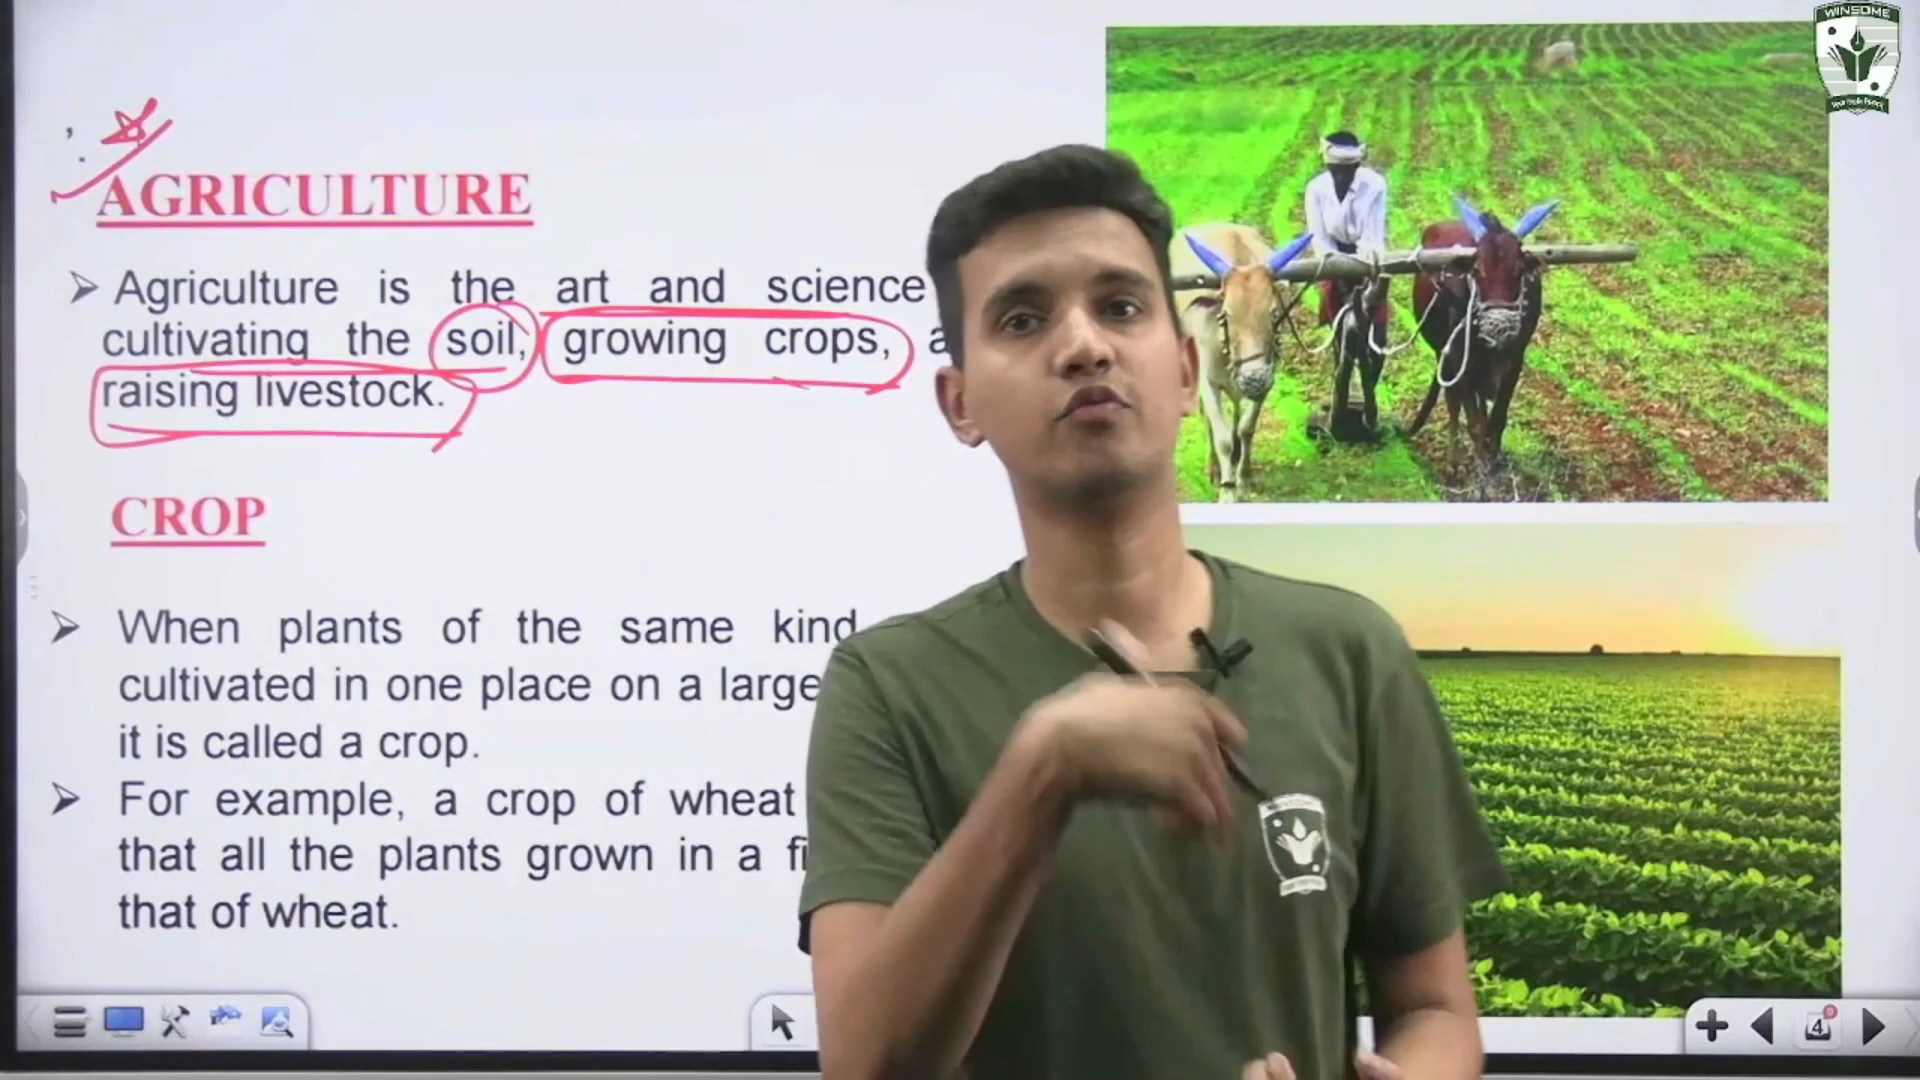 WINSOME
AGRICULTURE
Agriculture is the art and science
cultivating the soil, growing crops, a
raising livestock.
CROP
When plants of the same kind
cultivated in one place on a large
it is called a crop.
For example, a crop of wheat
that all the plants grown in a fi
that of wheat.
4